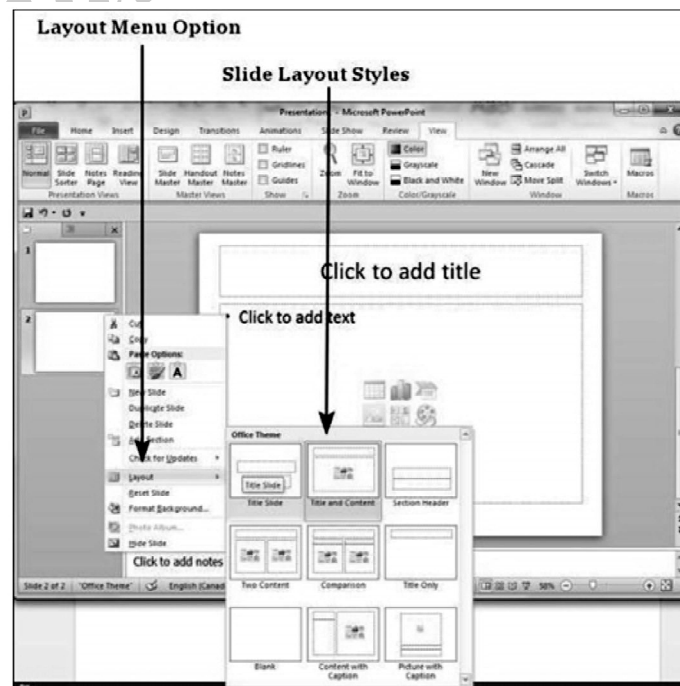 Layout Menu Option
Slide Layout Styles
Microsoft PowerPoint
File Home Insert Design Transitions Animations Slide Show Review View
Normal Slide Sorter Notes Page Reading View
Presentation Views
Slide Master Handout Master Notes Master
Master Views
Ruler
Gridlines
Guides
Show
Zoom Fit to Window
Zoom
Color
Grayscale
Black and White
Color/Grayscale
New Window
Arrange All
Cascade
Move Split
Switch Windows
Window
Macros
Macros
1
2
Click to add title
• Click to add text
Cut
Copy
Paste Options:
A
New Slide
Duplicate Slide
Delete Slide
Add Section
Check for Updates
Layout
Reset Slide
Format Background...
Photo Album...
Hide Slide
Office Theme
Title Slide
Title Slide Title and Content Section Header
Two Content Comparison Title Only
Blank Content with Caption Picture with Caption
Click to add notes
Slide 2 of 2 "Office Theme" English (Canad 58%